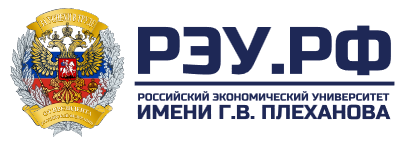 РЭУ.РФ
РОССИЙСКИЙ ЭКОНОМИЧЕСКИЙ УНИВЕРСИТЕТ
ИМЕНИ Г.В. ПЛЕХАНОВА